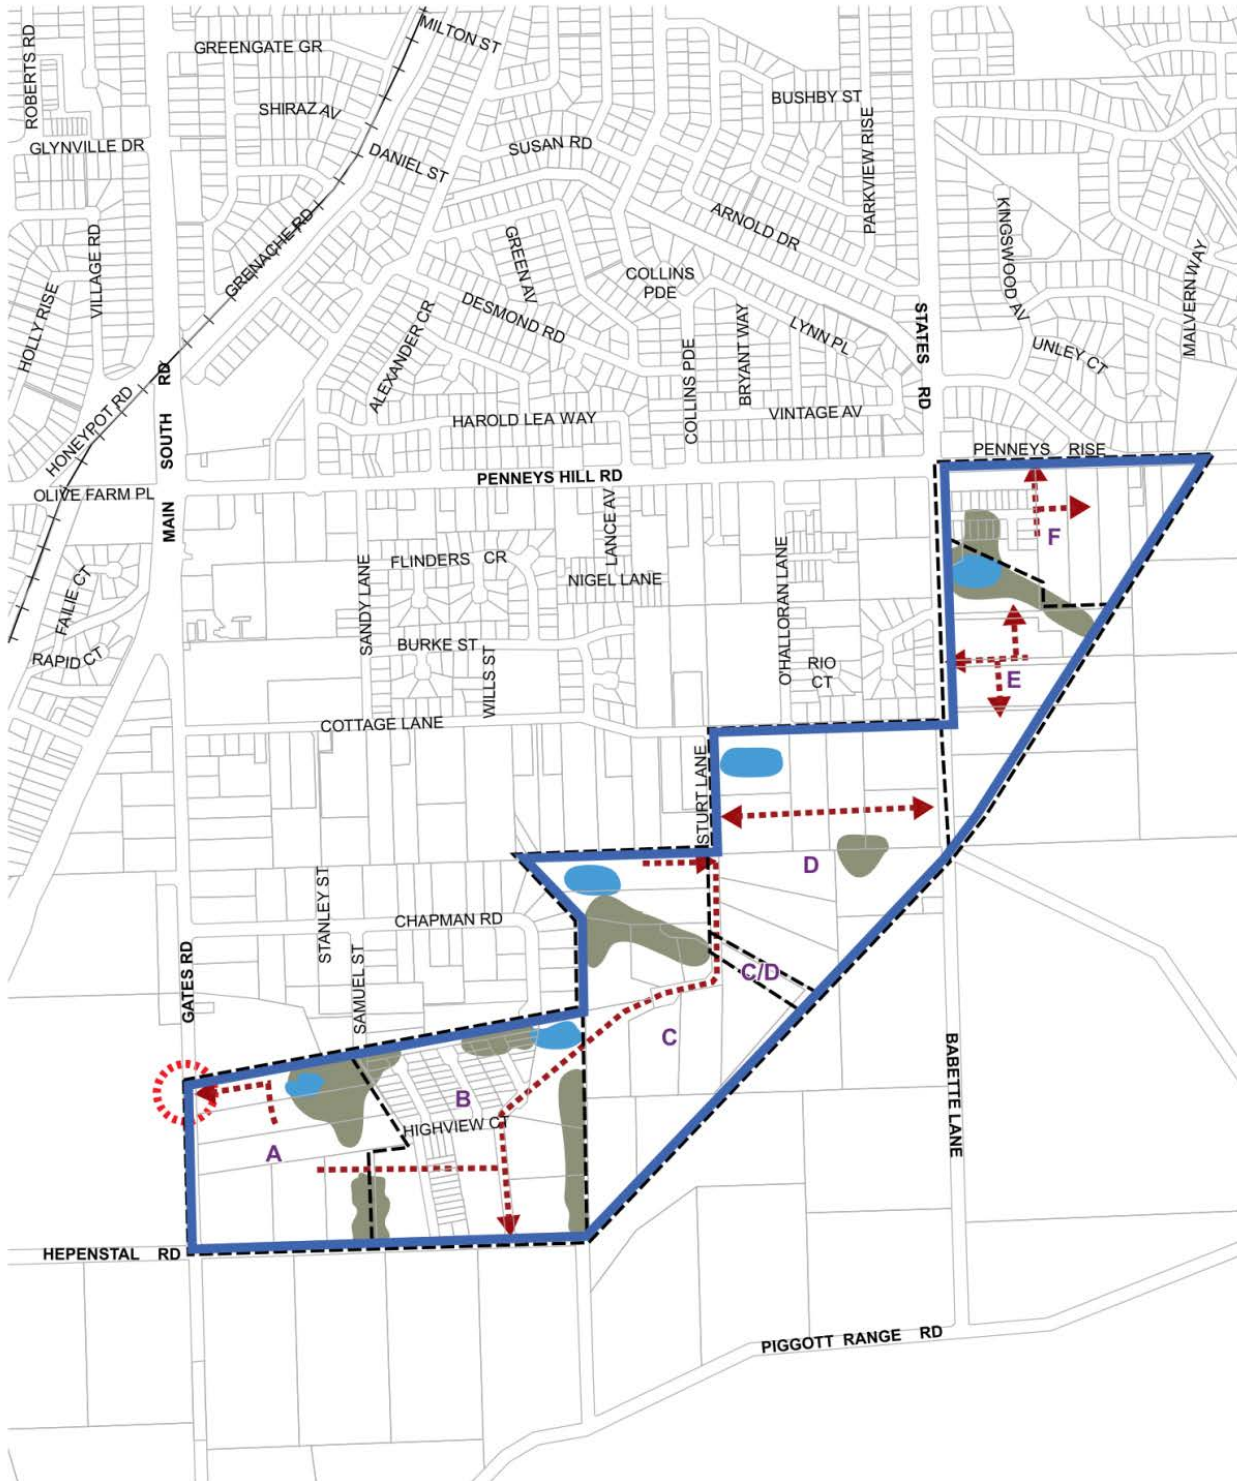 MILTON ST
ROBERTS RD
GREENGATE GR
BUSHBY ST
SHIRAZ AV
GLYNVILLE DR
DANIEL ST
SUSAN RD
PARKVIEW RISE
ARNOLD DR
KINGSWOOD AV
VILLAGE RD
GRENACHE RD
GREEN AV
COLLINS
PDE
MALVERN WAY
HOLLY RISE
DESMOND RD
ALEXANDER CR
LYNN PL
STATES
RD
BRYANT WAY
UNLEY CT
COLLINS PDE
HONEYPOT RD
MAIN SOUTH RD
HAROLD LEA WAY
VINTAGE AV
PENNEYS RISE
PENNEYS HILL RD
OLIVE FARM PL
LANCE AV
F
FLINDERS CR
NIGEL LANE
O'HALLORAN LANE
SANDY LANE
FAILIE CT
RAPID CT
BURKE ST
WILLS ST
RIO
CT
E
COTTAGE LANE
STURT LANE
D
STANLEY ST
CHAPMAN RD
SAMUEL ST
GATES RD
C/D
C
BABETTE LANE
B
HIGHVIEW CT
A
HEPENSTAL RD
PIGGOTT RANGE RD